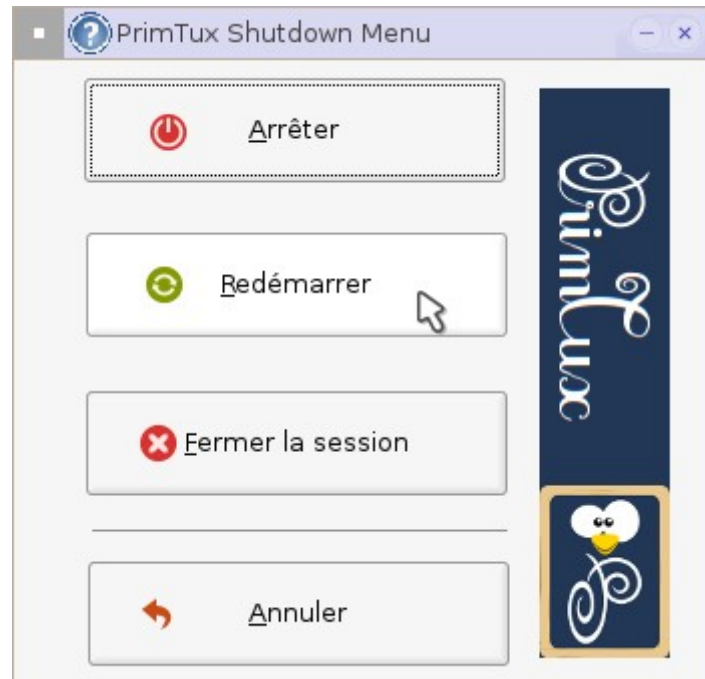 PrimTux Shutdown Menu
Arrêter
Redémarrer
Fermer la session
Annuler
PrimTux